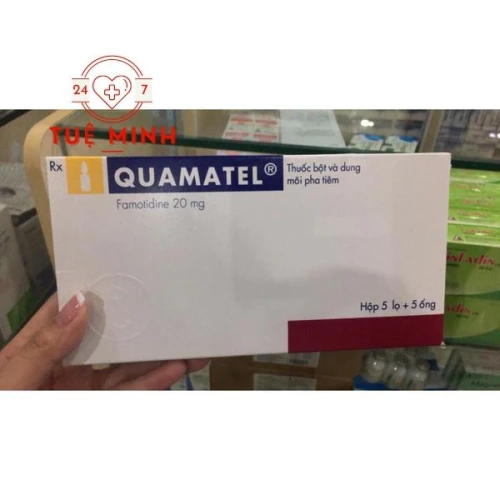 24 7
TUỆ MINH
Rx
QUAMATEL®
Famotidine 20 mg
Thuốc bột và dung
môi pha tiêm
Hộp 5 lọ + 5 ống